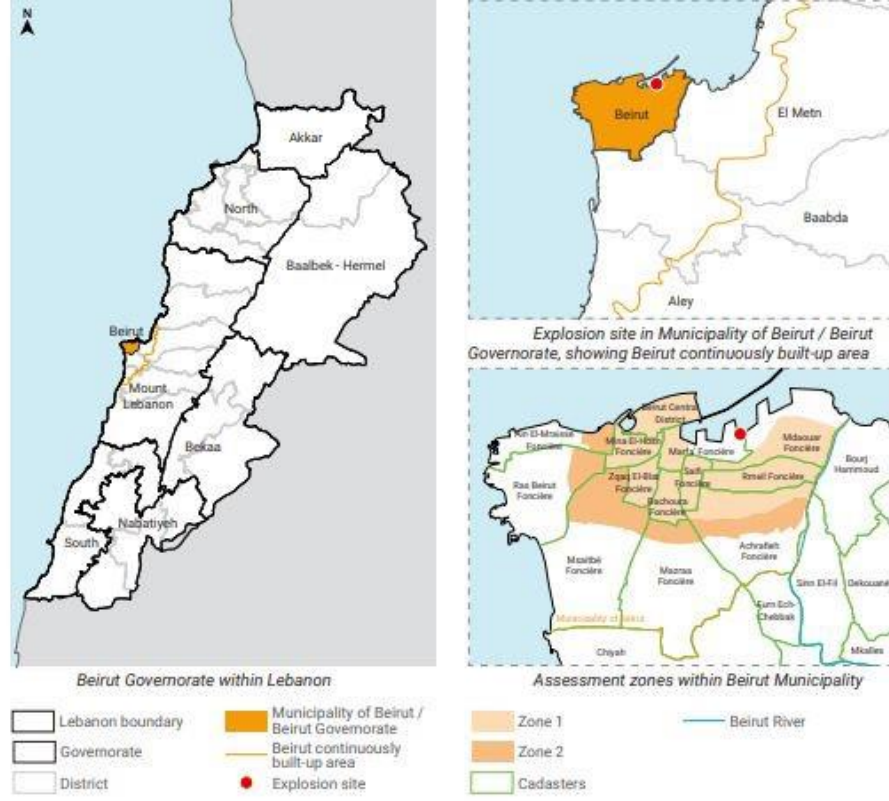 N
Akkar
North
Baalbek - Hermel
Beirut
Mount
Lebanon
Bekaa
Nabatiyeh
South
Beirut Governorate within Lebanon
Beirut
El Metn
Baabda
Aley
Explosion site in Municipality of Beirut / Beirut
Governorate, showing Beirut continuously built-up area
Beirut Central
District
Ain El-Mraisse
Foncière
Mina El-Hosn
Foncière
Marfa' Foncière
Mdaouar
Foncière
Bourj
Hammoud
Ras Beirut
Foncière
Zqaq El-Blat
Foncière
Saifi
Foncière
Rmeil Foncière
Bachoura
Foncière
Msaitbé
Foncière
Mazraa
Foncière
Achrafieh
Foncière
Sinn El-Fil
Dekouané
Furn Ech-
Chebbak
Municipality of Beirut
Chiyah
Mkalles
Assessment zones within Beirut Municipality
Lebanon boundary
Governorate
District
Municipality of Beirut /
Beirut Governorate
Beirut continuously
built-up area
Explosion site
Zone 1
Zone 2
Cadasters
Beirut River